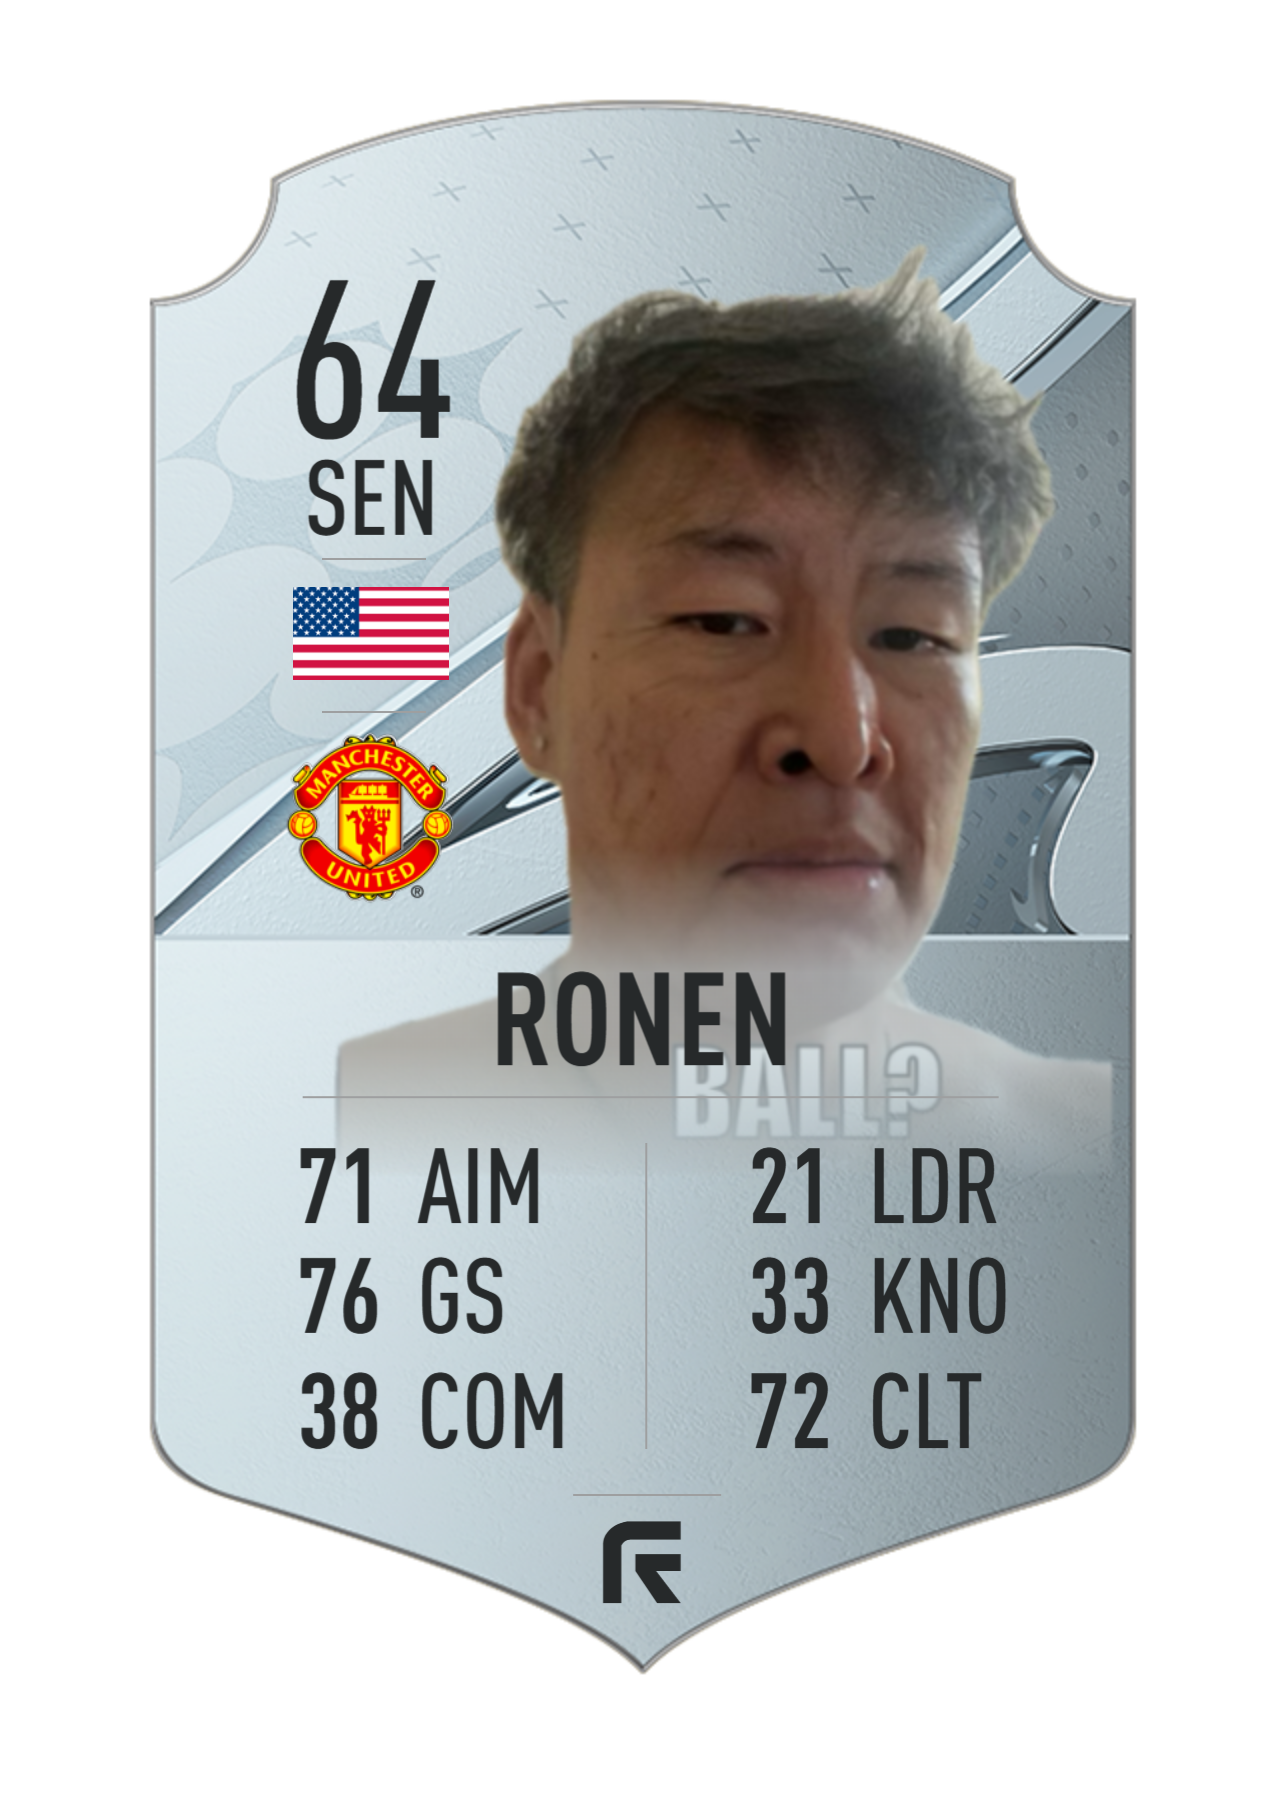 64
SEN
MANCHESTER
UNITED
®
RONEN
BALL?
71 AIM
76 GS
38 COM
21 LDR
33 KNO
72 CLT